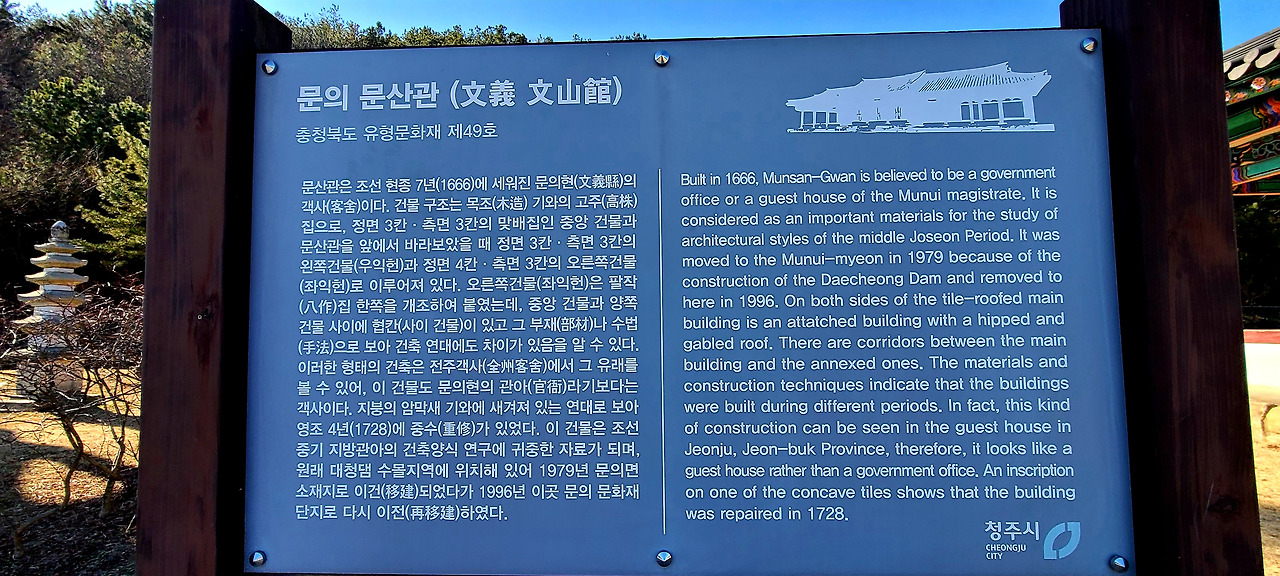 문의 문산관 (文義 文山館)
충청북도 유형문화재 제49호
문산관은 조선 현종 7년(1666)에 세워진 문의현(文義縣)의
객사(客舍)이다. 건물 구조는 목조(木造) 기와의 고주(高株)
집으로, 정면 3칸 · 측면 3칸의 맞배집인 중앙 건물과
문산관을 앞에서 바라보았을 때 정면 3칸 · 측면 3칸의
왼쪽건물(우익헌)과 정면 4칸 · 측면 3칸의 오른쪽건물
(좌익헌)로 이루어져 있다. 오른쪽건물(좌익헌)은 팔작
(八作)집 한쪽을 개조하여 붙였는데, 중앙 건물과 양쪽
건물 사이에 협칸(사이 건물)이 있고 그 부재(部材)나 수법
(手法)으로 보아 건축 연대에도 차이가 있음을 알 수 있다.
이러한 형태의 건축은 전주객사(全州客舍)에서 그 유래를
볼 수 있어, 이 건물도 문의현의 관아(官衙)라기보다는
객사이다. 지붕의 암막새 기와에 새겨져 있는 연대로 보아
영조 4년(1728)에 중수(重修)가 있었다. 이 건물은 조선
중기 지방관아의 건축양식 연구에 귀중한 자료가 되며,
원래 대청댐 수몰지역에 위치해 있어 1979년 문의면
소재지로 이건(移建)되었다가 1996년 이곳 문의 문화재
단지로 다시 이전(再移建)하였다.
Built in 1666, Munsan-Gwan is believed to be a government
office or a guest house of the Munui magistrate. It is
considered as an important materials for the study of
architectural styles of the middle Joseon Period. It was
moved to the Munui-myeon in 1979 because of the
construction of the Daecheong Dam and removed to
here in 1996. On both sides of the tile-roofed main
building is an attatched building with a hipped and
gabled roof. There are corridors between the main
building and the annexed ones. The materials and
construction techniques indicate that the buildings
were built during different periods. In fact, this kind
of construction can be seen in the guest house in
Jeonju, Jeon-buk Province, therefore, it looks like a
guest house rather than a government office. An inscription
on one of the concave tiles shows that the building
was repaired in 1728.
청주시
CHEONGJU
CITY